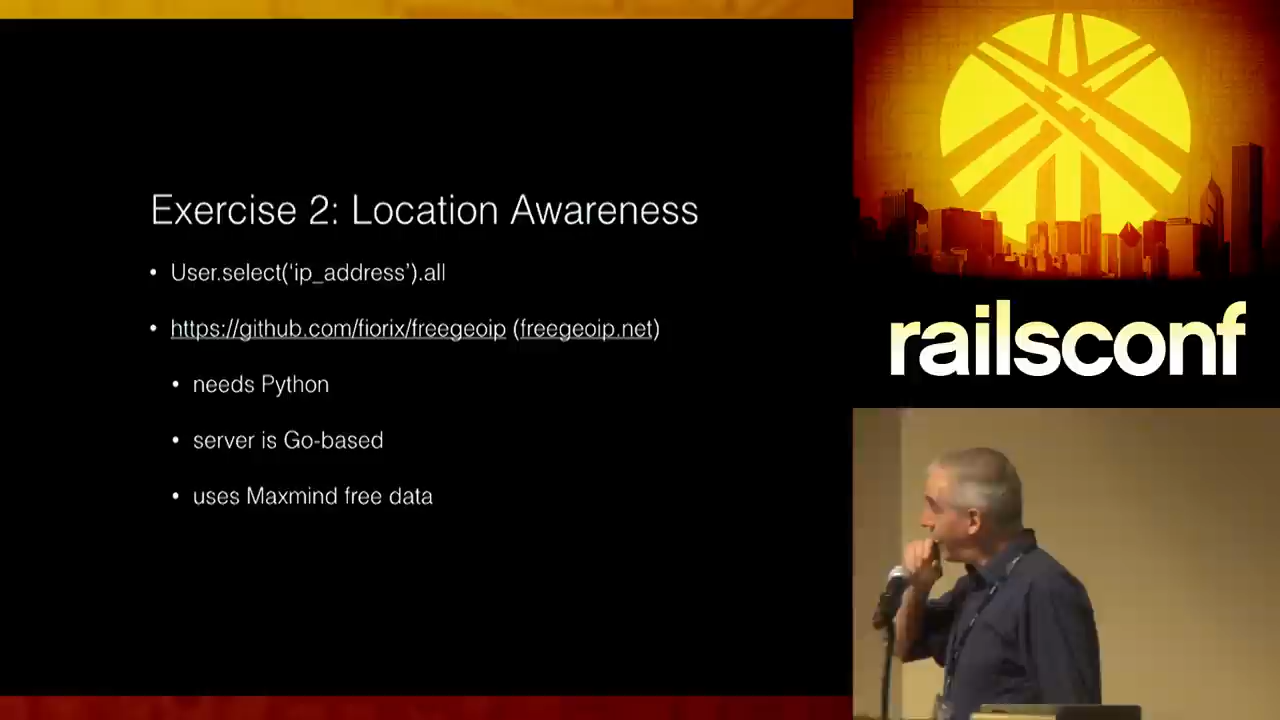 Exercise 2: Location Awareness
• User.select(‘ip_address’).all
• https://github.com/fiorix/freegeoip (freegeoip.net)
• needs Python
• server is Go-based
• uses Maxmind free data
railsconf